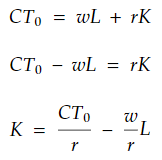 CT₀ = wL + rK
CT₀ − wL = rK
K = CT₀/r − w/r L